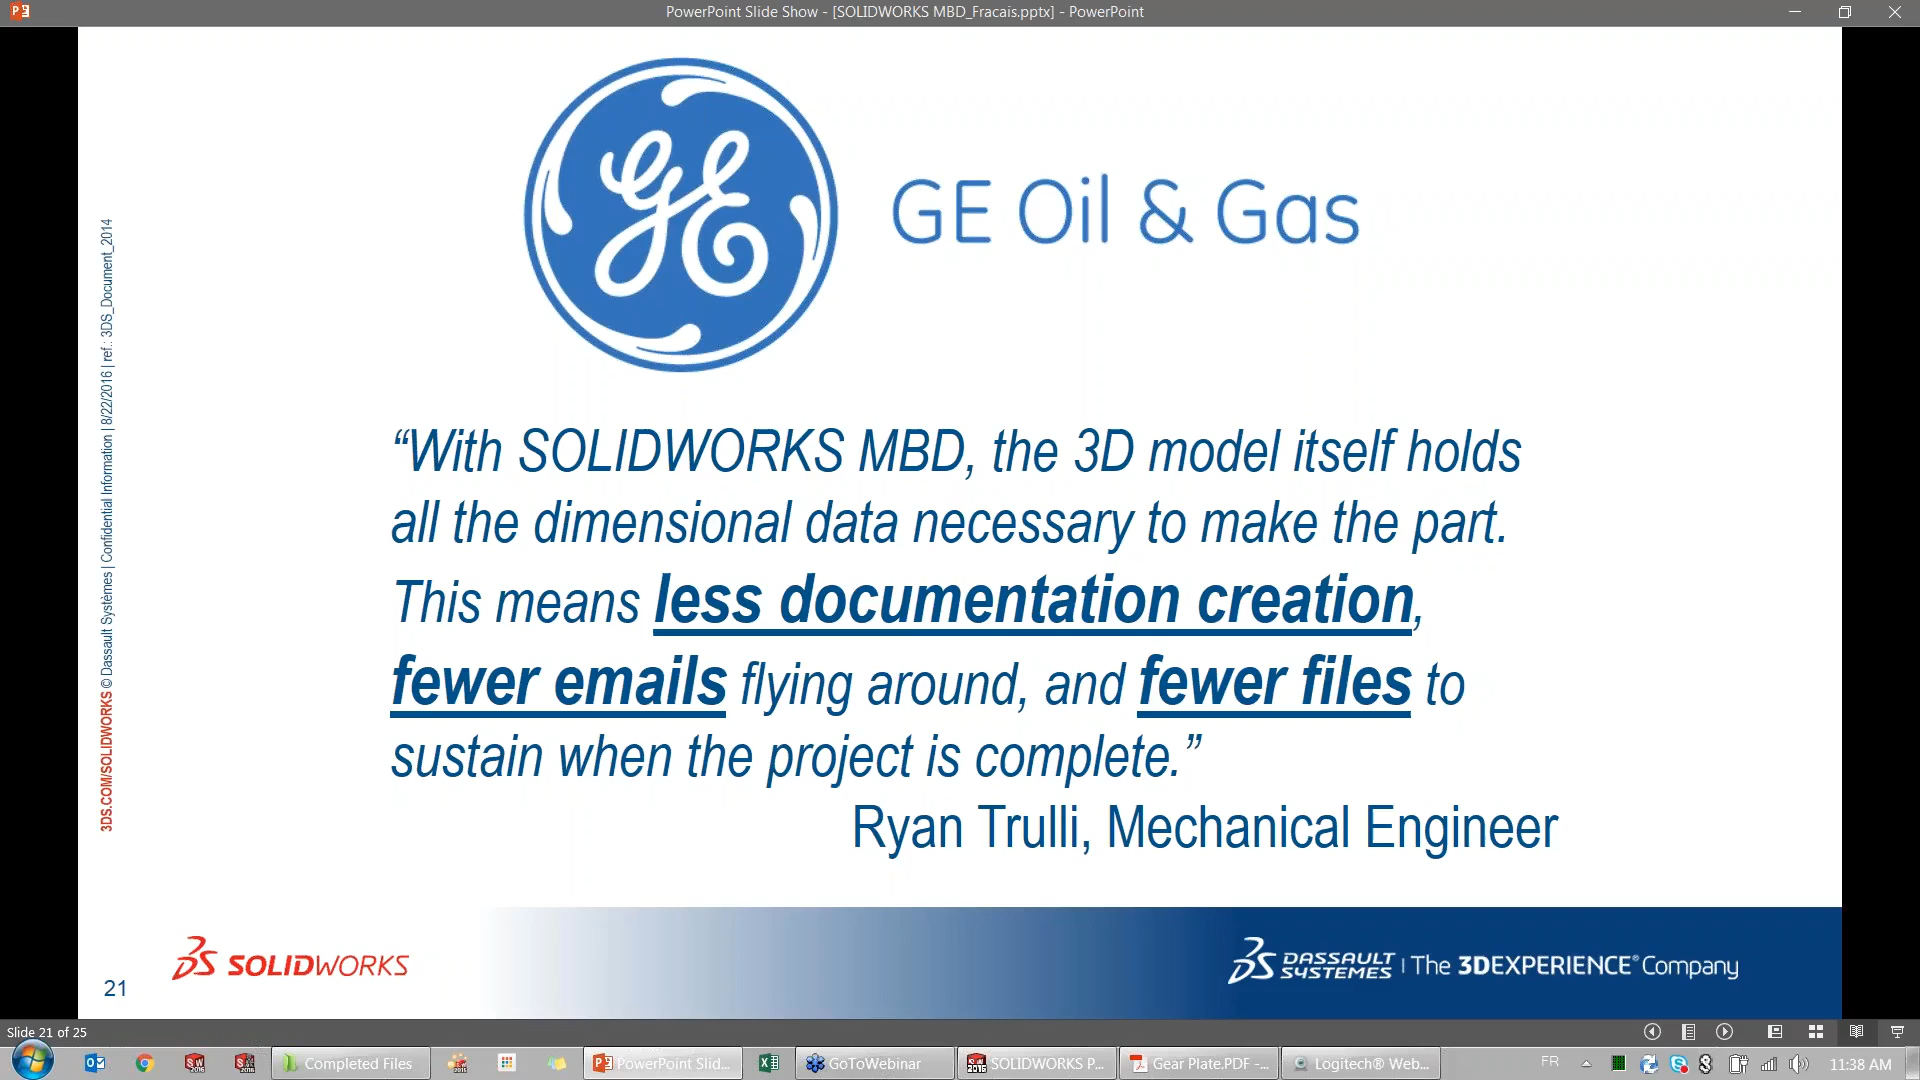 PowerPoint Slide Show - [SOLIDWORKS MBD_Fracais.pptx] - PowerPoint
GE
GE Oil & Gas
3DS.COM/SOLIDWORKS © Dassault Systèmes | Confidential Information | 8/22/2016 | ref.: 3DS_Document_2014
“With SOLIDWORKS MBD, the 3D model itself holds
all the dimensional data necessary to make the part.
This means less documentation creation,
fewer emails flying around, and fewer files to
sustain when the project is complete.”
Ryan Trulli, Mechanical Engineer
SOLIDWORKS
DASSAULT SYSTEMES | The 3DEXPERIENCE® Company
21
Slide 21 of 25
Completed Files
PowerPoint Slid...
GoToWebinar
SOLIDWORKS P...
Gear Plate.PDF -...
Logitech® Web...
FR
11:38 AM